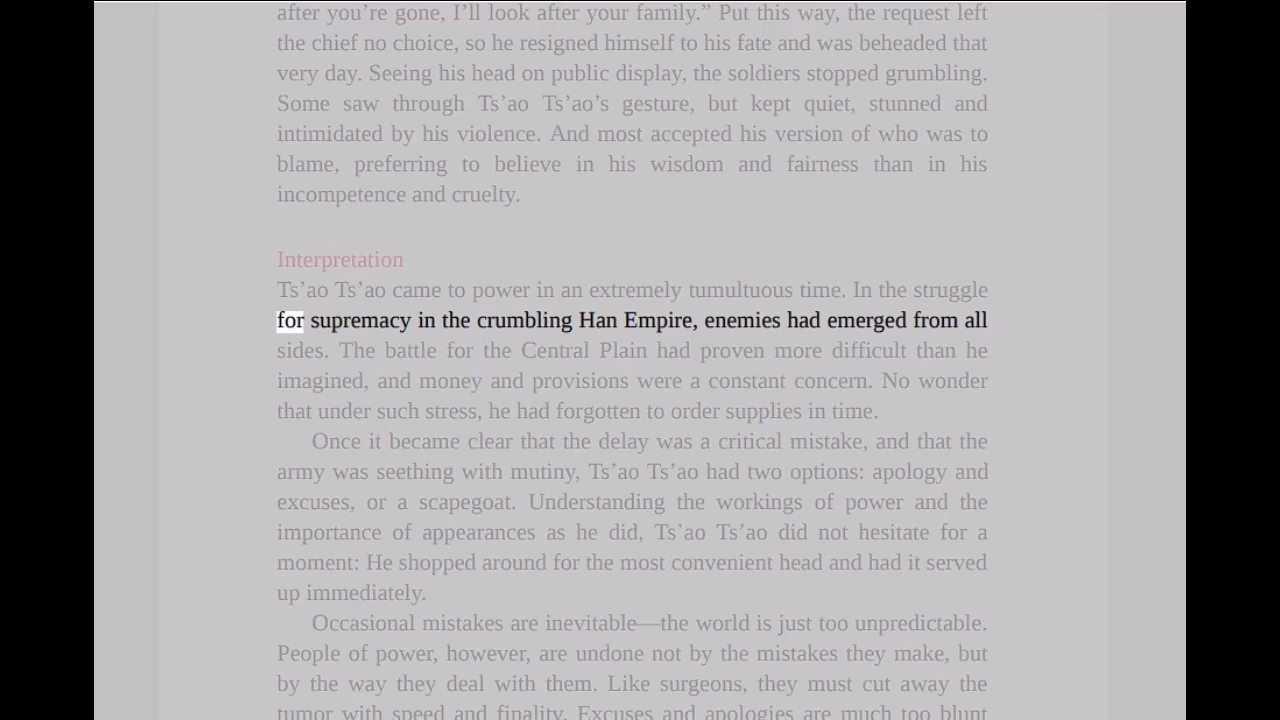 after you’re gone, I’ll look after your family.” Put this way, the request left
the chief no choice, so he resigned himself to his fate and was beheaded that
very day. Seeing his head on public display, the soldiers stopped grumbling.
Some saw through Ts’ao Ts’ao’s gesture, but kept quiet, stunned and
intimidated by his violence. And most accepted his version of who was to
blame, preferring to believe in his wisdom and fairness than in his
incompetence and cruelty.
Interpretation
Ts’ao Ts’ao came to power in an extremely tumultuous time. In the struggle
for supremacy in the crumbling Han Empire, enemies had emerged from all
sides. The battle for the Central Plain had proven more difficult than he
imagined, and money and provisions were a constant concern. No wonder
that under such stress, he had forgotten to order supplies in time.
Once it became clear that the delay was a critical mistake, and that the
army was seething with mutiny, Ts’ao Ts’ao had two options: apology and
excuses, or a scapegoat. Understanding the workings of power and the
importance of appearances as he did, Ts’ao Ts’ao did not hesitate for a
moment: He shopped around for the most convenient head and had it served
up immediately.
Occasional mistakes are inevitable—the world is just too unpredictable.
People of power, however, are undone not by the mistakes they make, but
by the way they deal with them. Like surgeons, they must cut away the
tumor with speed and finality. Excuses and apologies are much too blunt